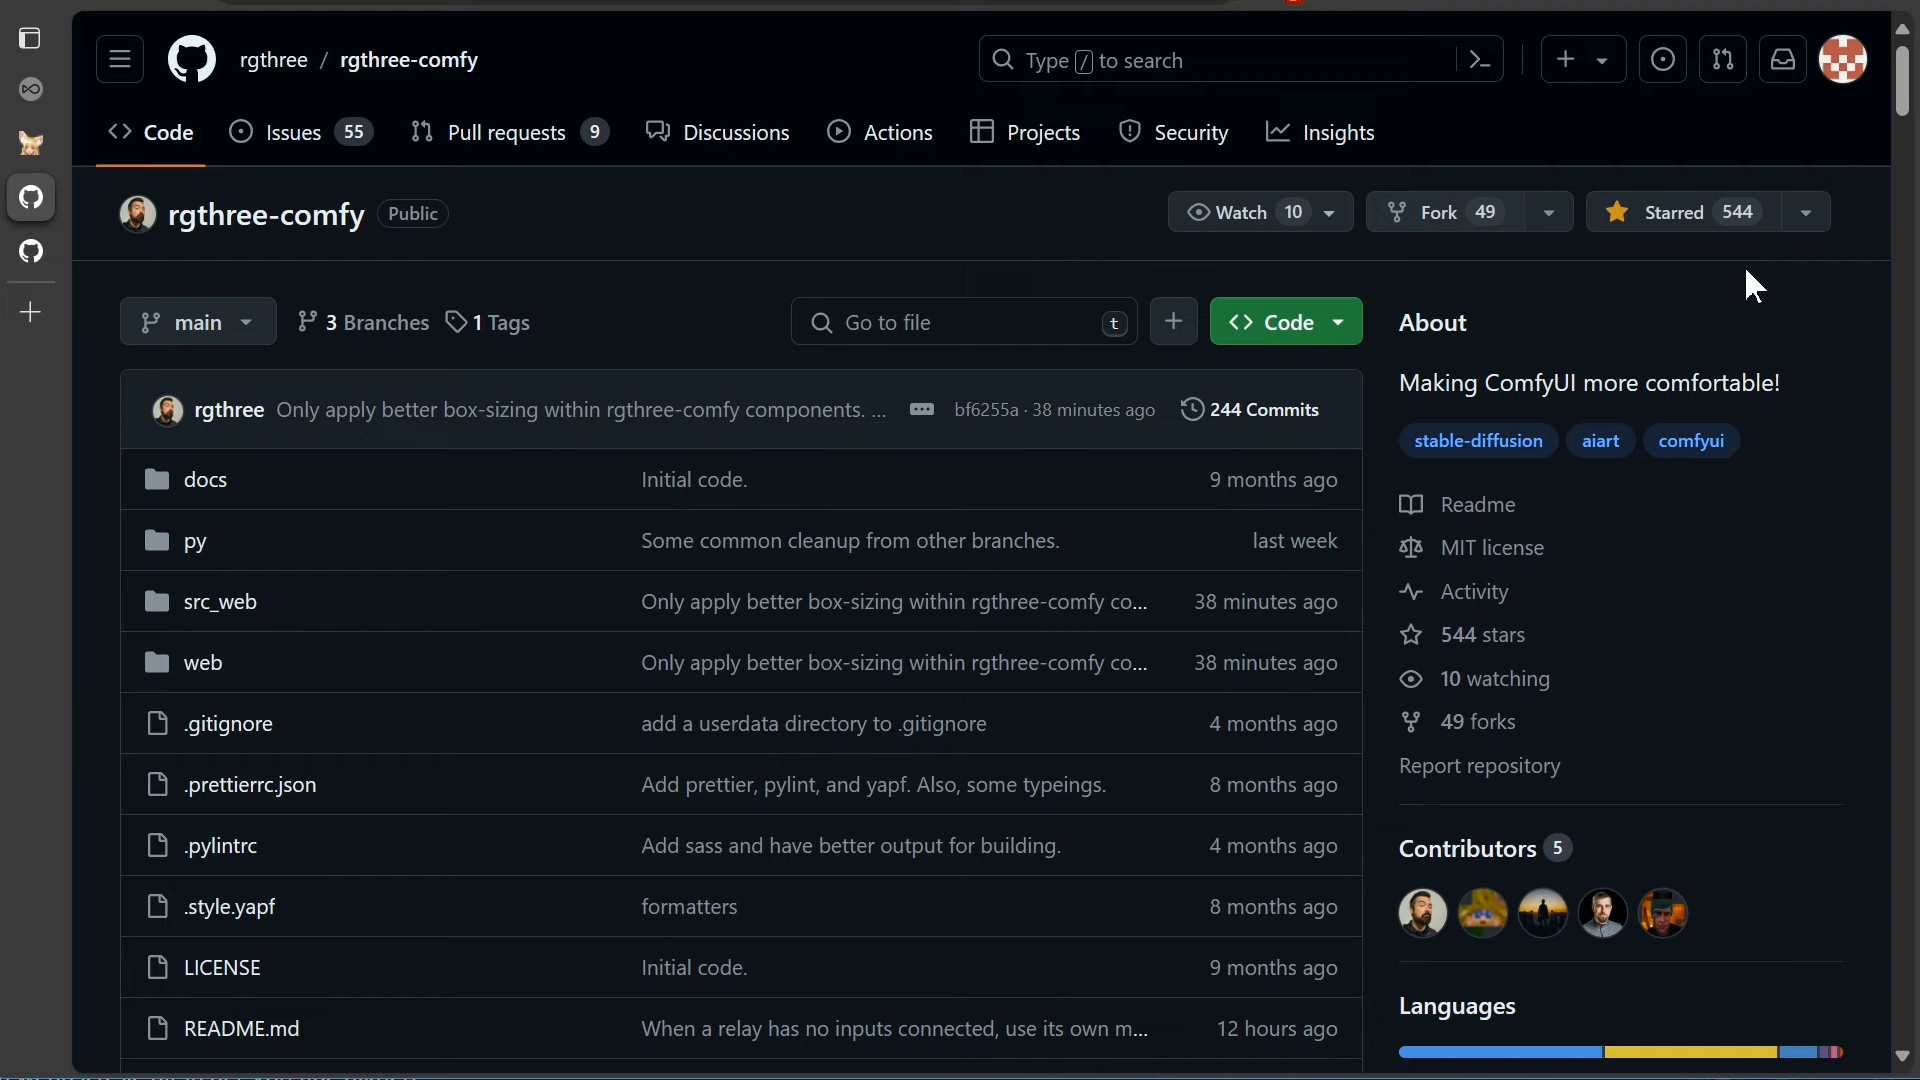 rgthree / rgthree-comfy
Type / to search
Code Issues 55 Pull requests 9 Discussions Actions Projects Security Insights
rgthree-comfy Public
Watch 10 Fork 49 Starred 544
main 3 Branches 1 Tags Go to file t Code
rgthree Only apply better box-sizing within rgthree-comfy components. ... bf6255a · 38 minutes ago 244 Commits
docs Initial code. 9 months ago
py Some common cleanup from other branches. last week
src_web Only apply better box-sizing within rgthree-comfy co... 38 minutes ago
web Only apply better box-sizing within rgthree-comfy co... 38 minutes ago
.gitignore add a userdata directory to .gitignore 4 months ago
.prettierrc.json Add prettier, pylint, and yapf. Also, some typeings. 8 months ago
.pylintrc Add sass and have better output for building. 4 months ago
.style.yapf formatters 8 months ago
LICENSE Initial code. 9 months ago
README.md When a relay has no inputs connected, use its own m... 12 hours ago
About
Making ComfyUI more comfortable!
stable-diffusion aiart comfyui
Readme
MIT license
Activity
544 stars
10 watching
49 forks
Report repository
Contributors 5
Languages